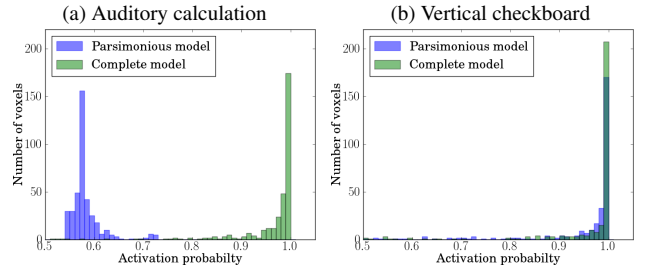 (a) Auditory calculation
(b) Vertical checkboard
Number of voxels
200
150
100
50
0
0.5
0.6
0.7
0.8
0.9
1.0
Activation probabilty
Parsimonious model
Complete model
Number of voxels
200
150
100
50
0
0.5
0.6
0.7
0.8
0.9
1.0
Activation probabilty
Parsimonious model
Complete model